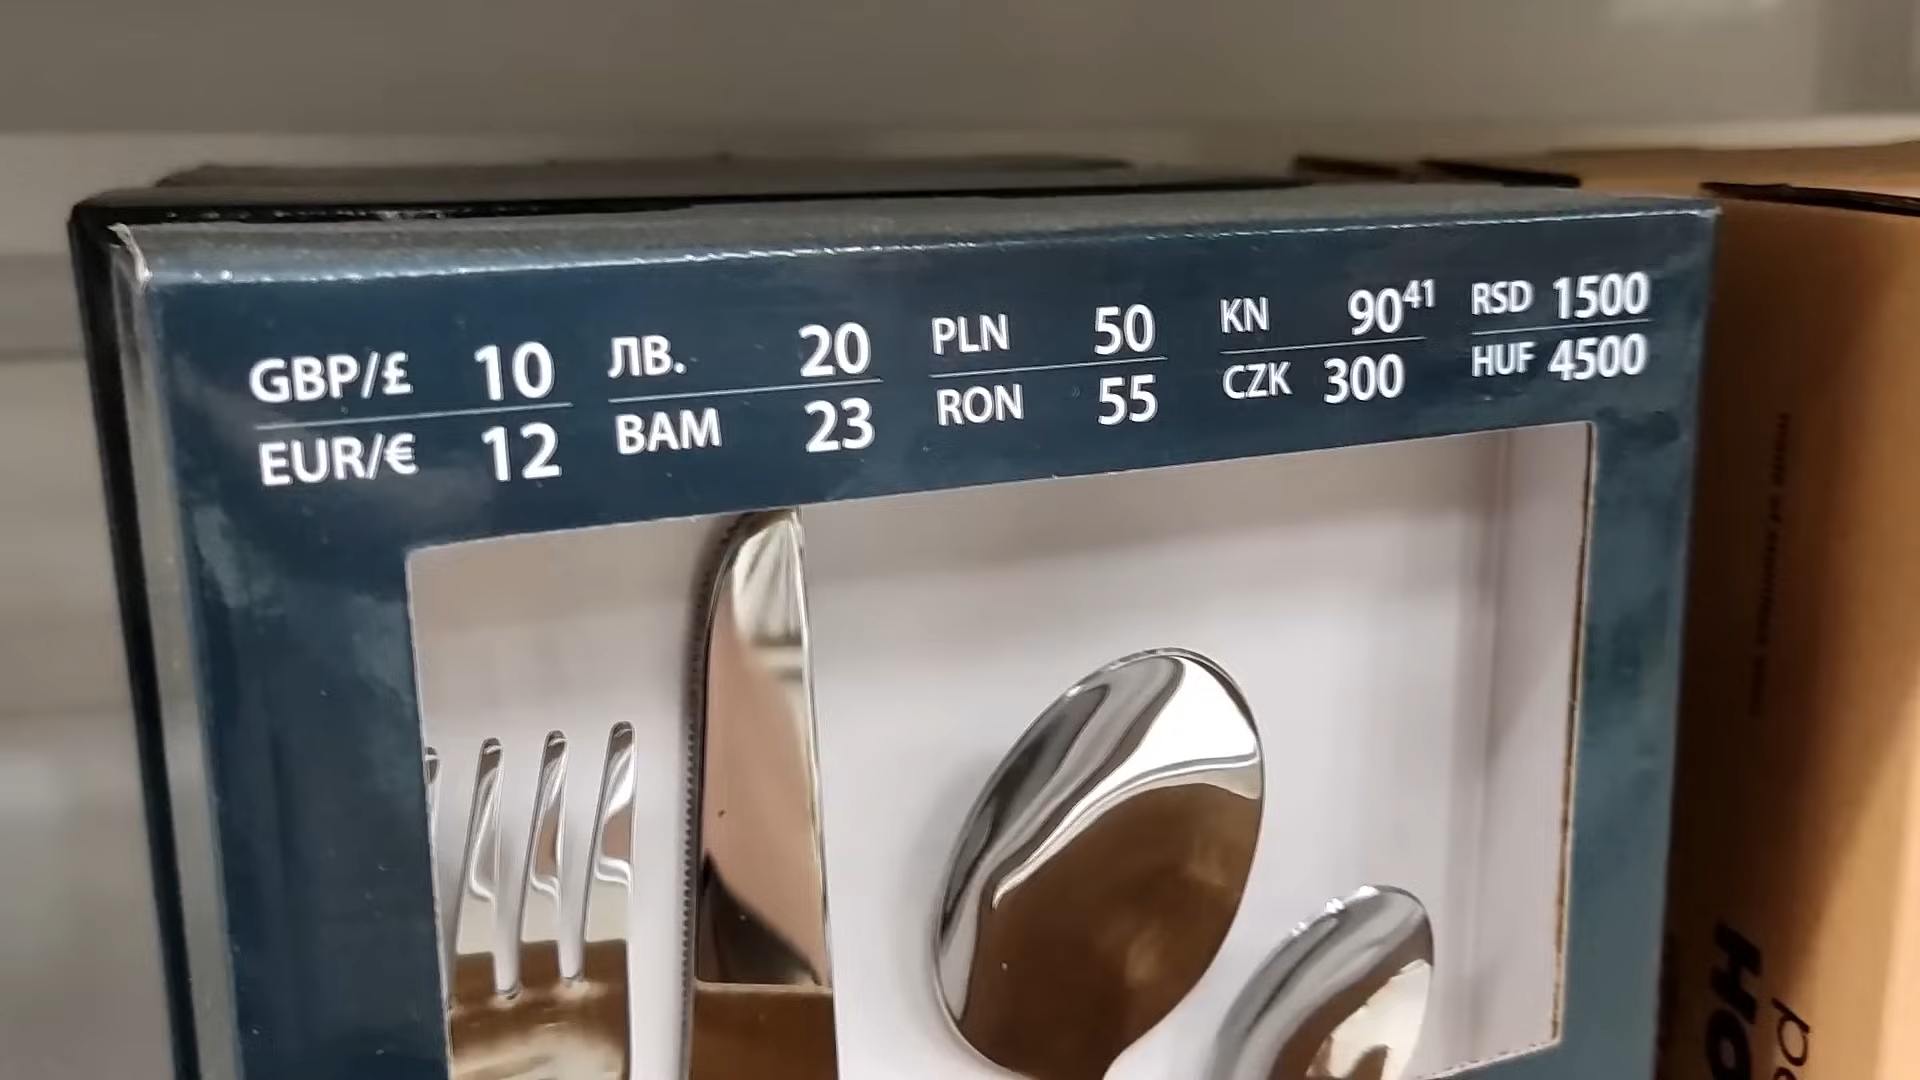 GBP/£ 10
EUR/€ 12
ЛВ. 20
BAM 23
PLN 50
RON 55
KN 90⁴¹
CZK 300
RSD 1500
HUF 4500